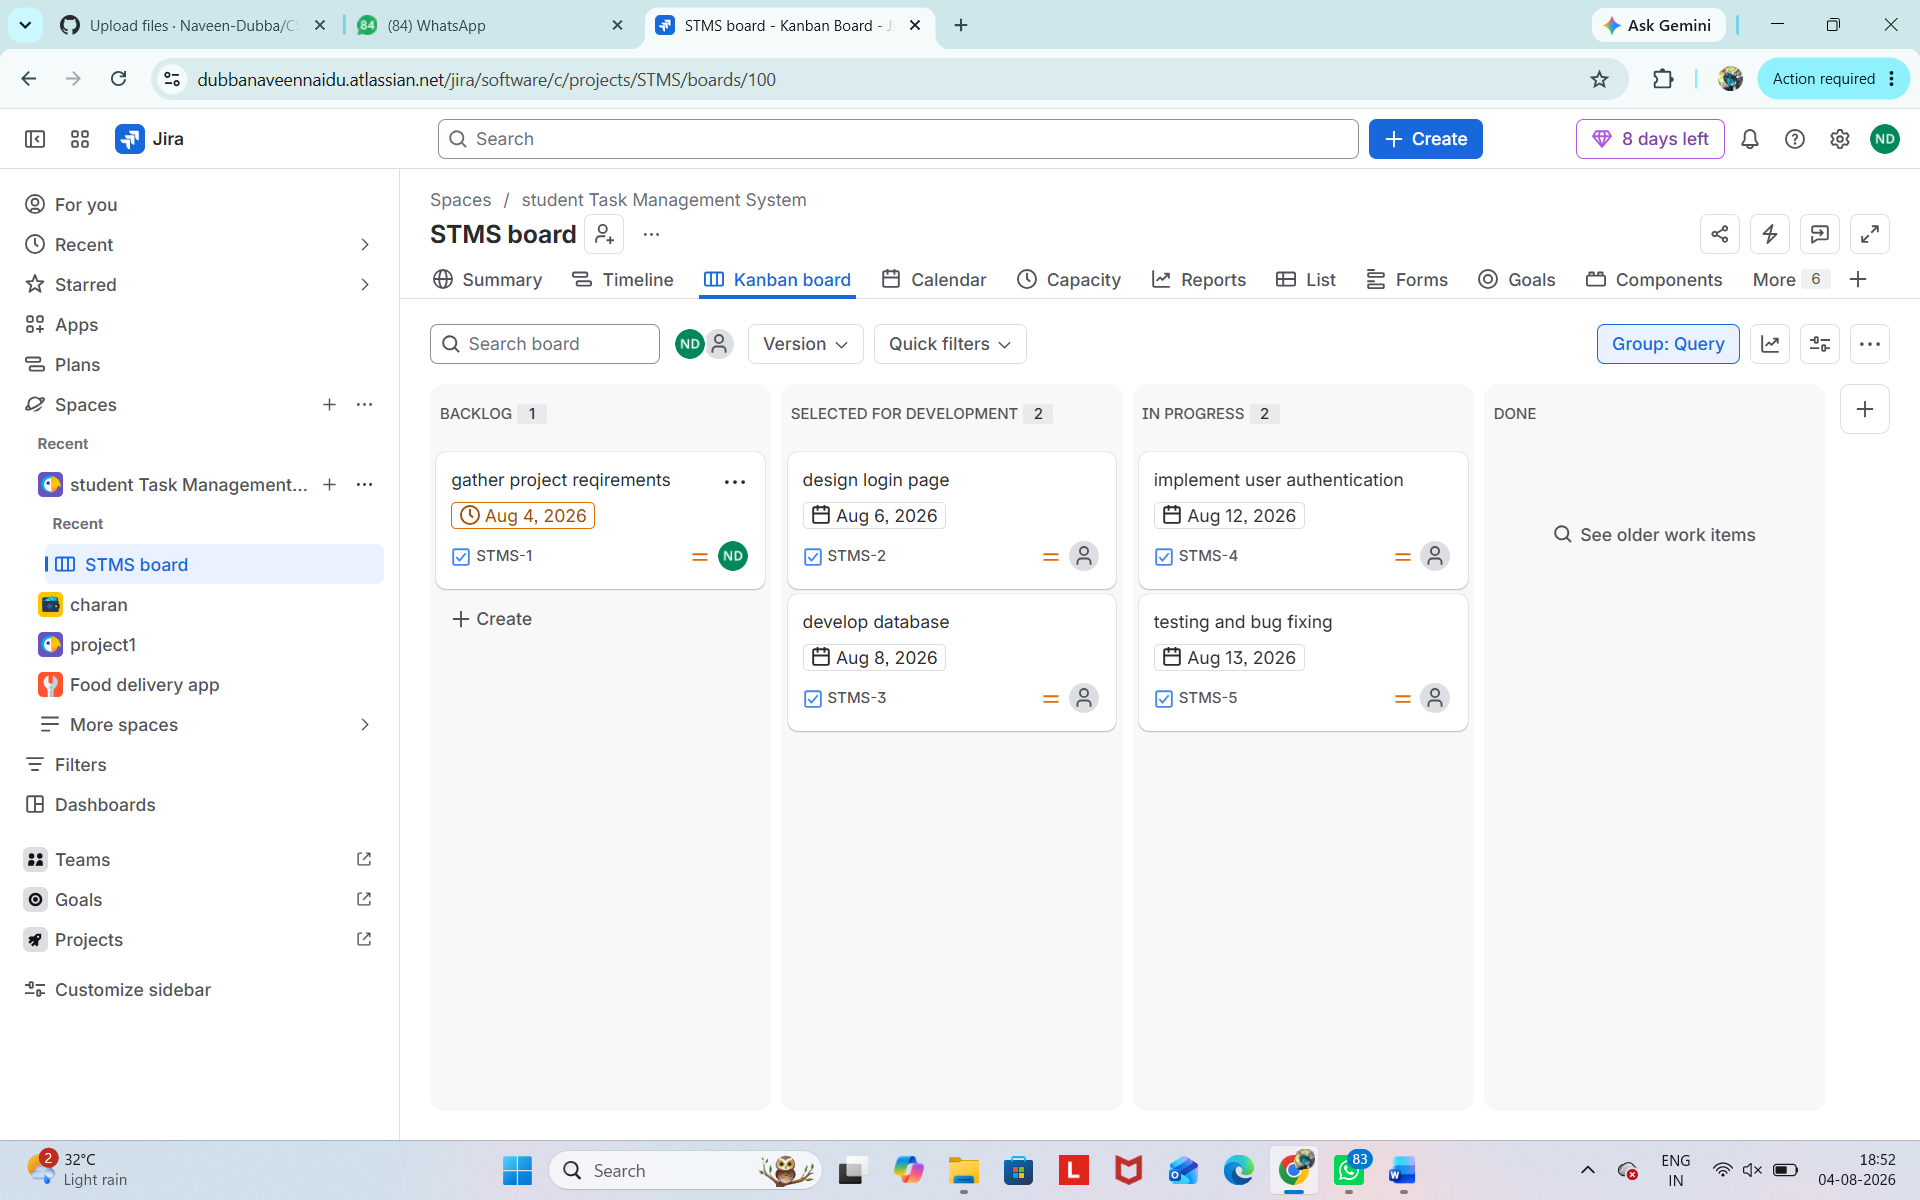 Upload files · Naveen-Dubba/C
84
(84) WhatsApp
STMS board - Kanban Board - J
Ask Gemini
dubbanaveennaidu.atlassian.net/jira/software/c/projects/STMS/boards/100
Action required
Jira
Search
Create
8 days left
ND
For you
Recent
Starred
Apps
Plans
Spaces
Recent
student Task Management...
Recent
STMS board
charan
project1
Food delivery app
More spaces
Filters
Dashboards
Teams
Goals
Projects
Customize sidebar
Spaces / student Task Management System
STMS board
Summary
Timeline
Kanban board
Calendar
Capacity
Reports
List
Forms
Goals
Components
More 6
Search board
ND
Version
Quick filters
Group: Query
BACKLOG 1
gather project reqirements
Aug 4, 2026
STMS-1
ND
Create
SELECTED FOR DEVELOPMENT 2
design login page
Aug 6, 2026
STMS-2
develop database
Aug 8, 2026
STMS-3
IN PROGRESS 2
implement user authentication
Aug 12, 2026
STMS-4
testing and bug fixing
Aug 13, 2026
STMS-5
DONE
See older work items
2
32°C
Light rain
Search
L
83
W
ENG
IN
18:52
04-08-2026